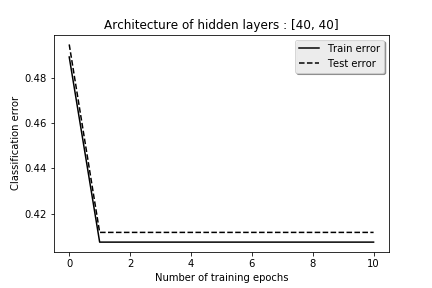 Architecture of hidden layers : [40, 40]
Train error
Test error
Classification error
0.48
0.46
0.44
0.42
0 2 4 6 8 10
Number of training epochs